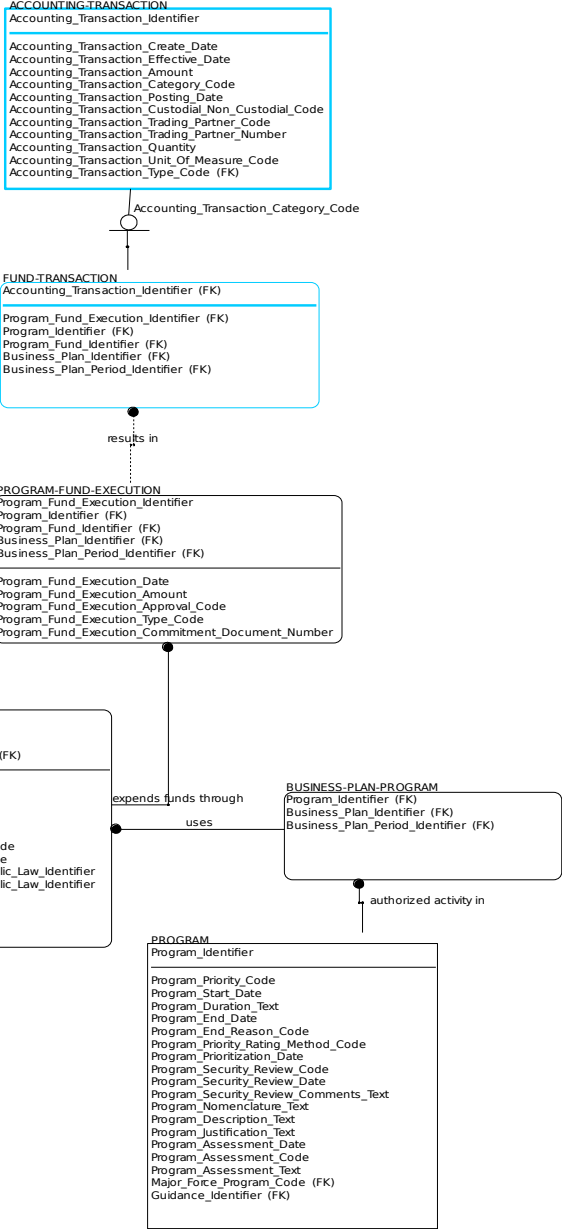 ACCOUNTING-TRANSACTION
Accounting_Transaction_Identifier
Accounting_Transaction_Create_Date
Accounting_Transaction_Effective_Date
Accounting_Transaction_Amount
Accounting_Transaction_Category_Code
Accounting_Transaction_Posting_Date
Accounting_Transaction_Custodial_Non_Custodial_Code
Accounting_Transaction_Trading_Partner_Code
Accounting_Transaction_Trading_Partner_Number
Accounting_Transaction_Quantity
Accounting_Transaction_Unit_Of_Measure_Code
Accounting_Transaction_Type_Code (FK)
Accounting_Transaction_Category_Code
FUND-TRANSACTION
Accounting_Transaction_Identifier (FK)
Program_Fund_Execution_Identifier (FK)
Program_Identifier (FK)
Program_Fund_Identifier (FK)
Business_Plan_Identifier (FK)
Business_Plan_Period_Identifier (FK)
results in
PROGRAM-FUND-EXECUTION
Program_Fund_Execution_Identifier
Program_Identifier (FK)
Program_Fund_Identifier (FK)
Business_Plan_Identifier (FK)
Business_Plan_Period_Identifier (FK)
Program_Fund_Execution_Date
Program_Fund_Execution_Amount
Program_Fund_Execution_Approval_Code
Program_Fund_Execution_Type_Code
Program_Fund_Execution_Commitment_Document_Number
(FK)
expends funds through
uses
de
e
lic_Law_Identifier
lic_Law_Identifier
BUSINESS-PLAN-PROGRAM
Program_Identifier (FK)
Business_Plan_Identifier (FK)
Business_Plan_Period_Identifier (FK)
authorized activity in
PROGRAM
Program_Identifier
Program_Priority_Code
Program_Start_Date
Program_Duration_Text
Program_End_Date
Program_End_Reason_Code
Program_Priority_Rating_Method_Code
Program_Prioritization_Date
Program_Security_Review_Code
Program_Security_Review_Date
Program_Security_Review_Comments_Text
Program_Nomenclature_Text
Program_Description_Text
Program_Justification_Text
Program_Assessment_Date
Program_Assessment_Code
Program_Assessment_Text
Major_Force_Program_Code (FK)
Guidance_Identifier (FK)